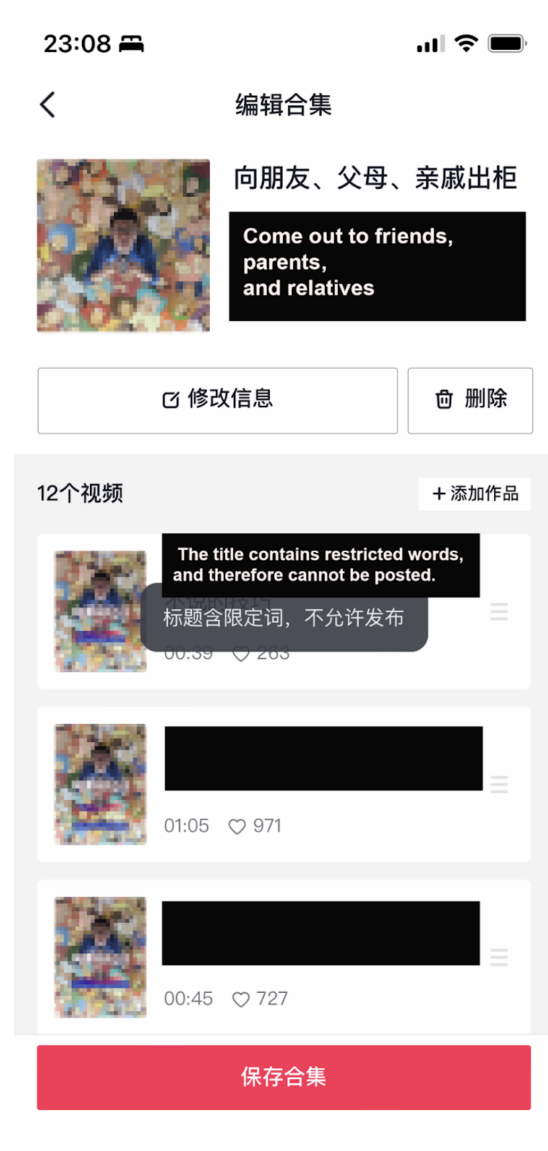 23:08
编辑合集
向朋友、父母、亲戚出柜
Come out to friends,
parents,
and relatives
修改信息
删除
12个视频
+添加作品
The title contains restricted words,
and therefore cannot be posted.
标题含限定词，不允许发布
00:39 263
01:05 971
00:45 727
保存合集